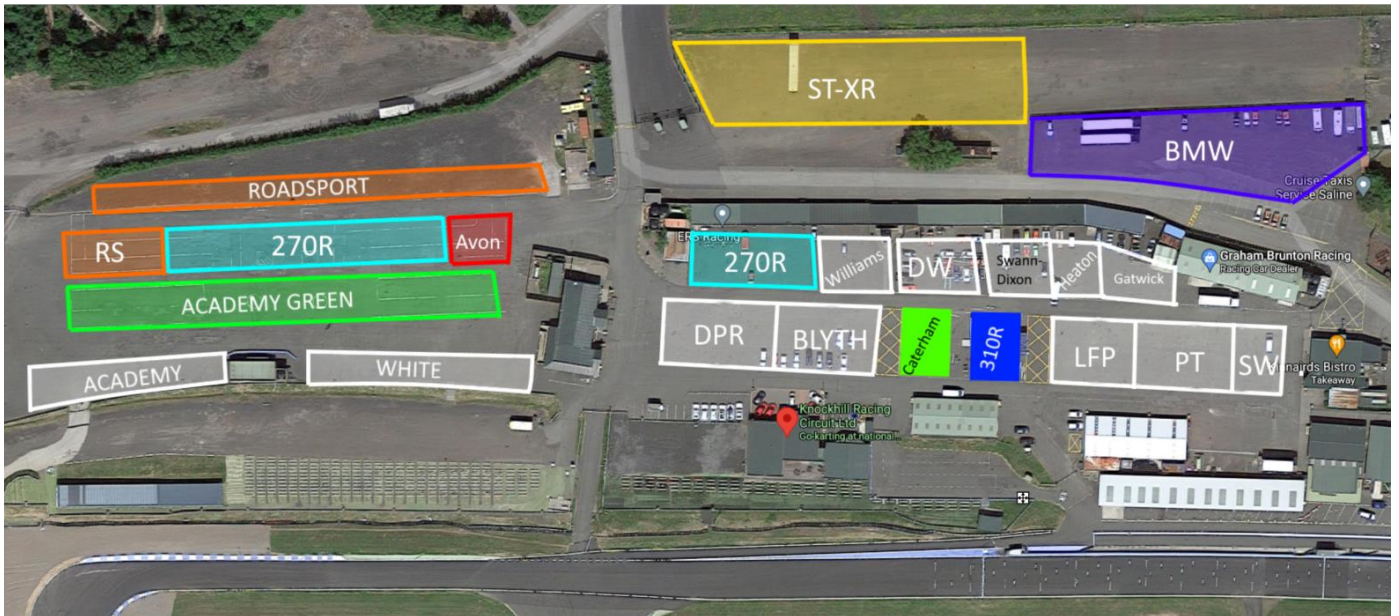 ST-XR
BMW
Cruise Taxis
Service Saline
ROADSPORT
RS
270R
Avon
ERS Racing
270R
Williams
DW
Swann-
Dixon
Heaton
Gatwick
Graham Brunton Racing
Racing Car Dealer
ACADEMY GREEN
DPR
BLYTH
Caterham
310R
LFP
PT
SW
Kinnairds Bistro
Takeaway
ACADEMY
WHITE
Knockhill Racing
Circuit Ltd
Go karting at national...